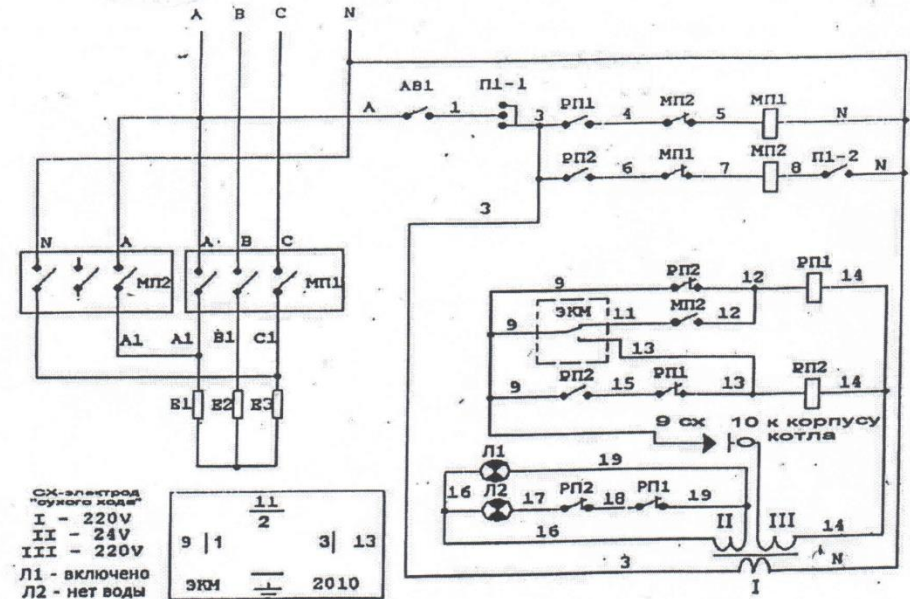 A B C N
A АВ1 1 П1-1 3 РП1 4 МП2 5 МП1 N
РП2 6 МП1 7 МП2 8 П1-2 N
3
N A A B C
МП2 МП1
A1 A1 B1 C1
E1 E2 E3
9 РП2 12 РП1 14
9 ЭКМ 11 МП2 12
13
9 РП2 15 РП1 13 РП2 14
9 сх 10 к корпусу
котла
Л1 19
16 Л2 17 РП2 18 РП1 19
16 II III 14
3 I N
СХ-электрод
"сухого хода"
I - 220V
II - 24V
III - 220V
Л1 - включено
Л2 - нет воды
11
2
9 1 3 13
ЭКМ 2010